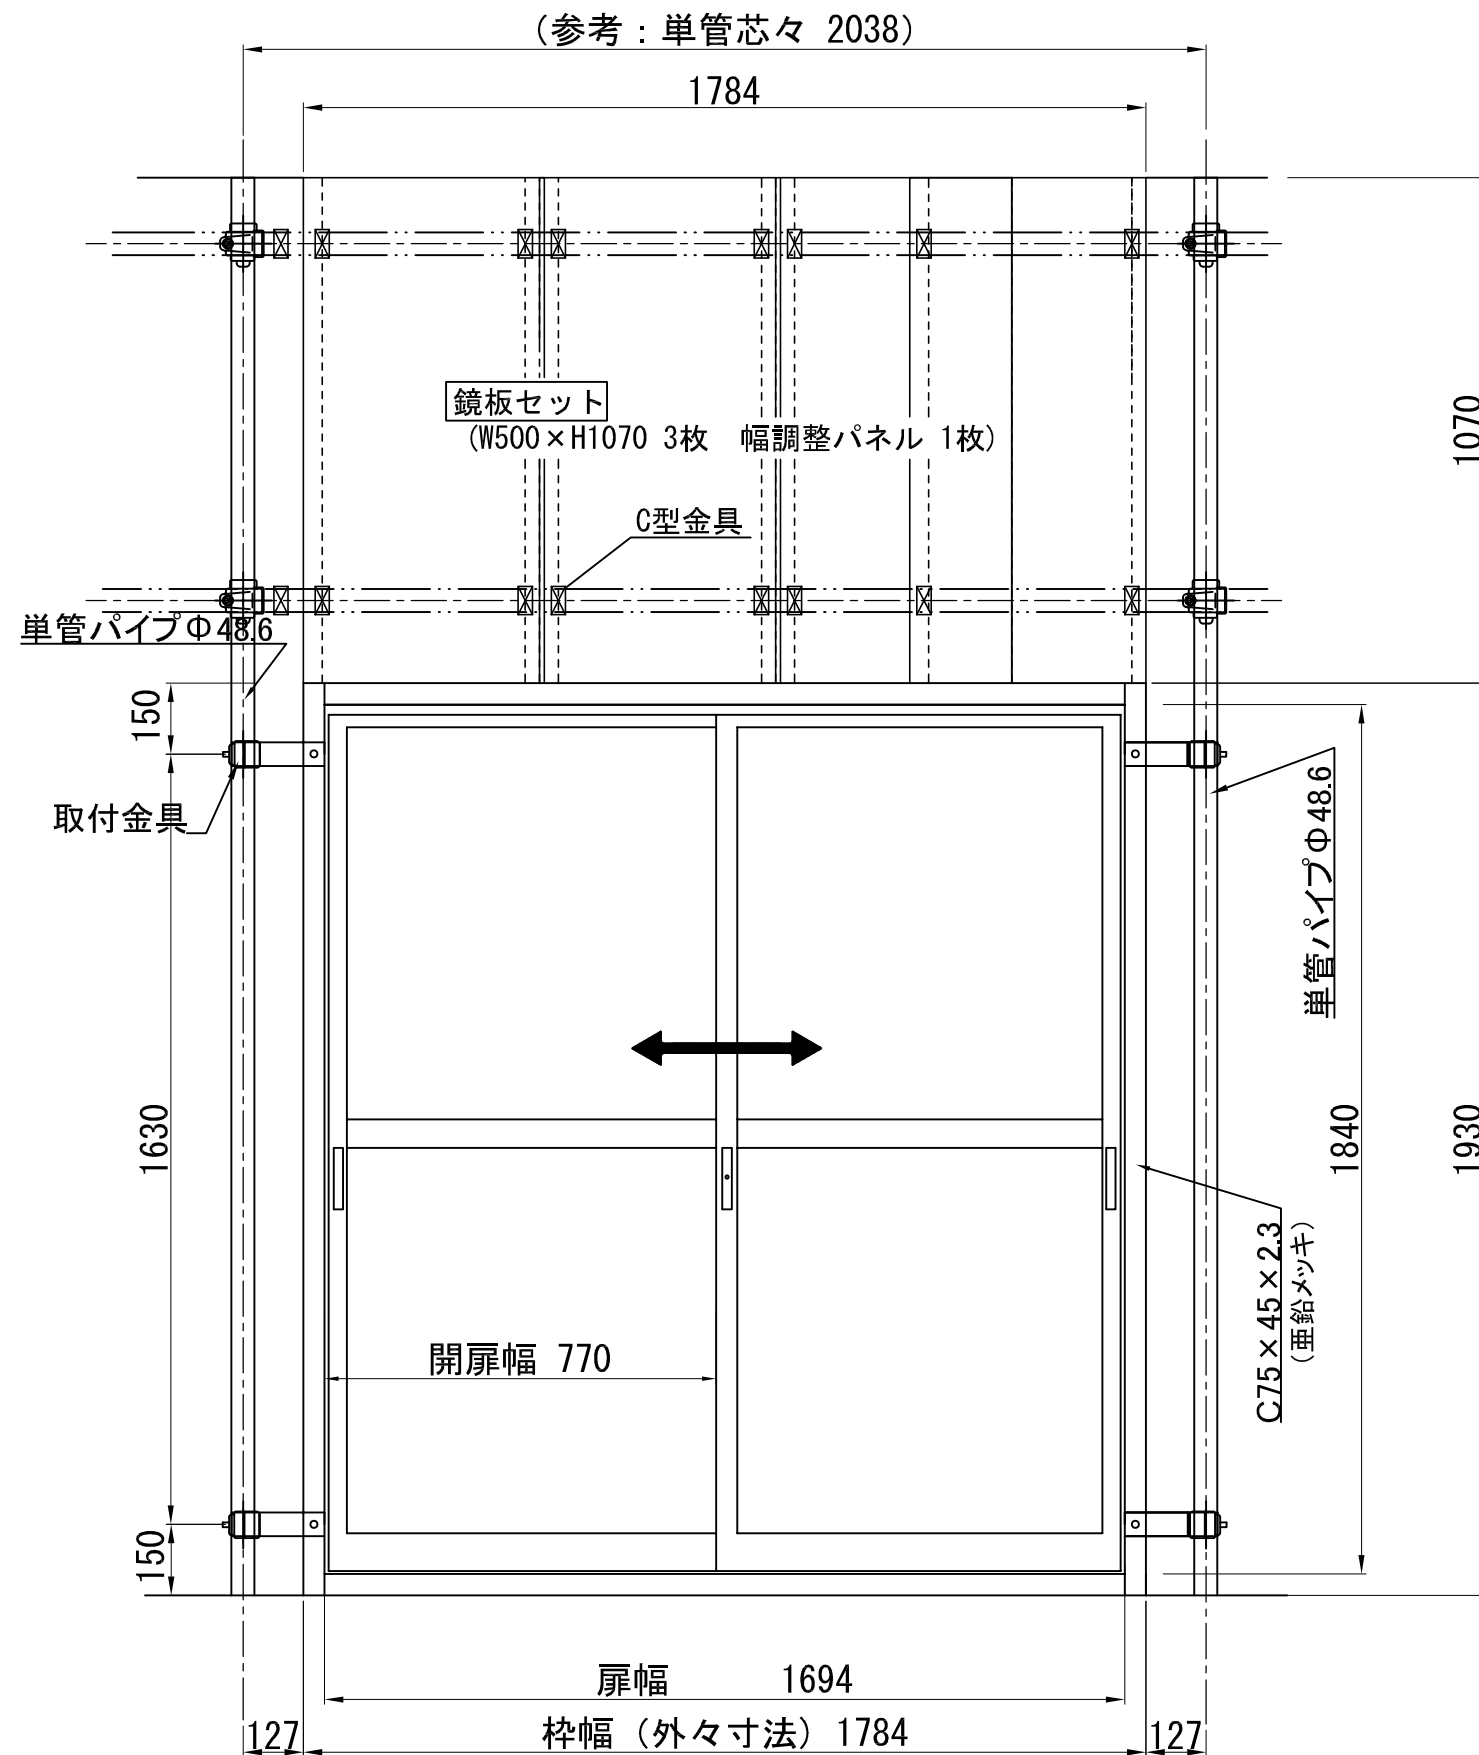 (参考：単管芯々 2038)
1784
鏡板セット
(W500×H1070 3枚　幅調整パネル 1枚)
1070
C型金具
単管パイプΦ48.6
150
取付金具
単管パイプΦ48.6
1630
1840
1930
C75×45×2.3
(亜鉛メッキ)
開扉幅 770
150
扉幅 1694
127
枠幅 (外々寸法) 1784
127